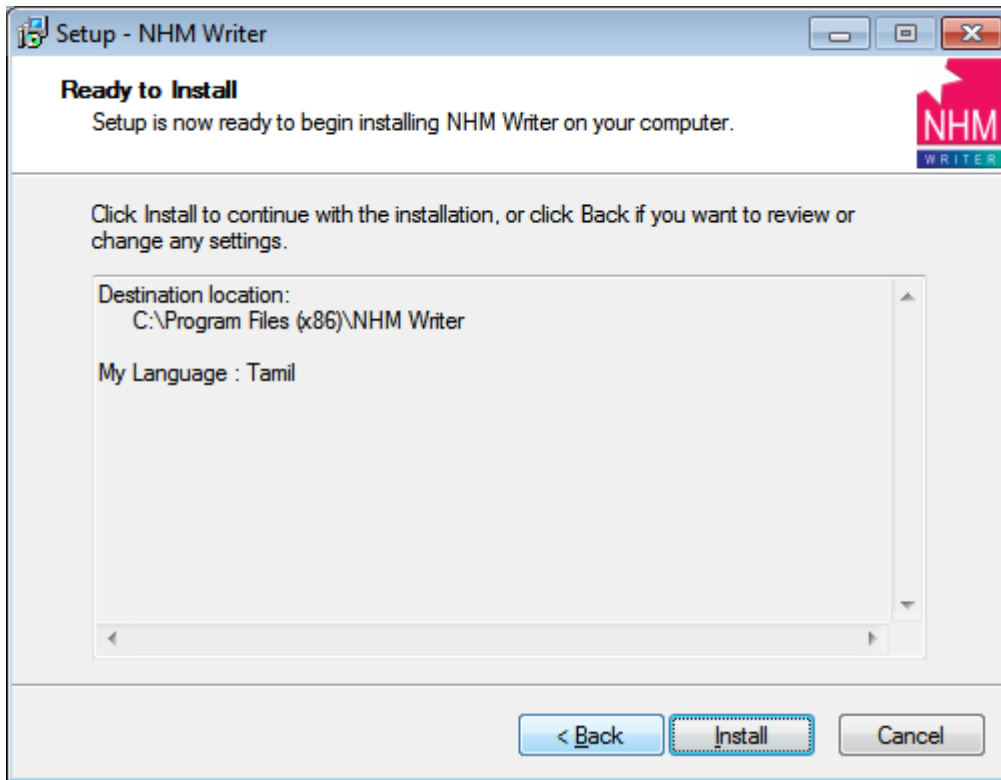 Setup - NHM Writer
Ready to Install
Setup is now ready to begin installing NHM Writer on your computer.
NHM
WRITER
Click Install to continue with the installation, or click Back if you want to review or
change any settings.
Destination location:
C:\Program Files (x86)\NHM Writer
My Language : Tamil
< Back
Install
Cancel